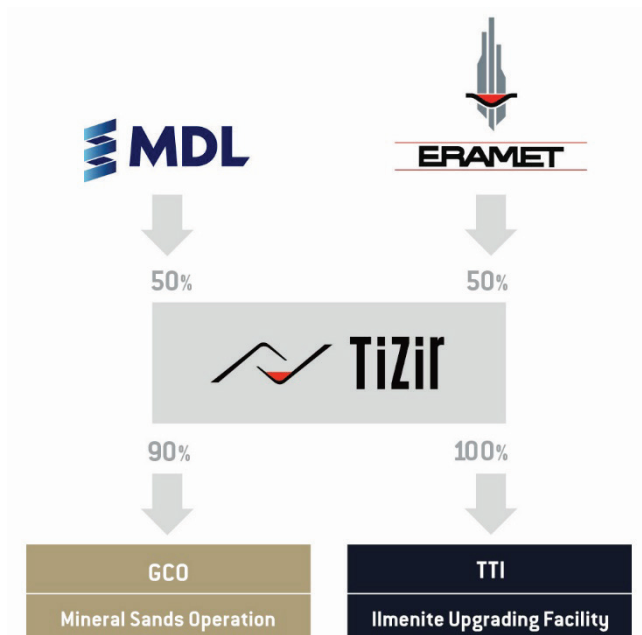 MDL
ERAMET
50%
50%
TiZir
90%
100%
GCO
TTI
Mineral Sands Operation
Ilmenite Upgrading Facility